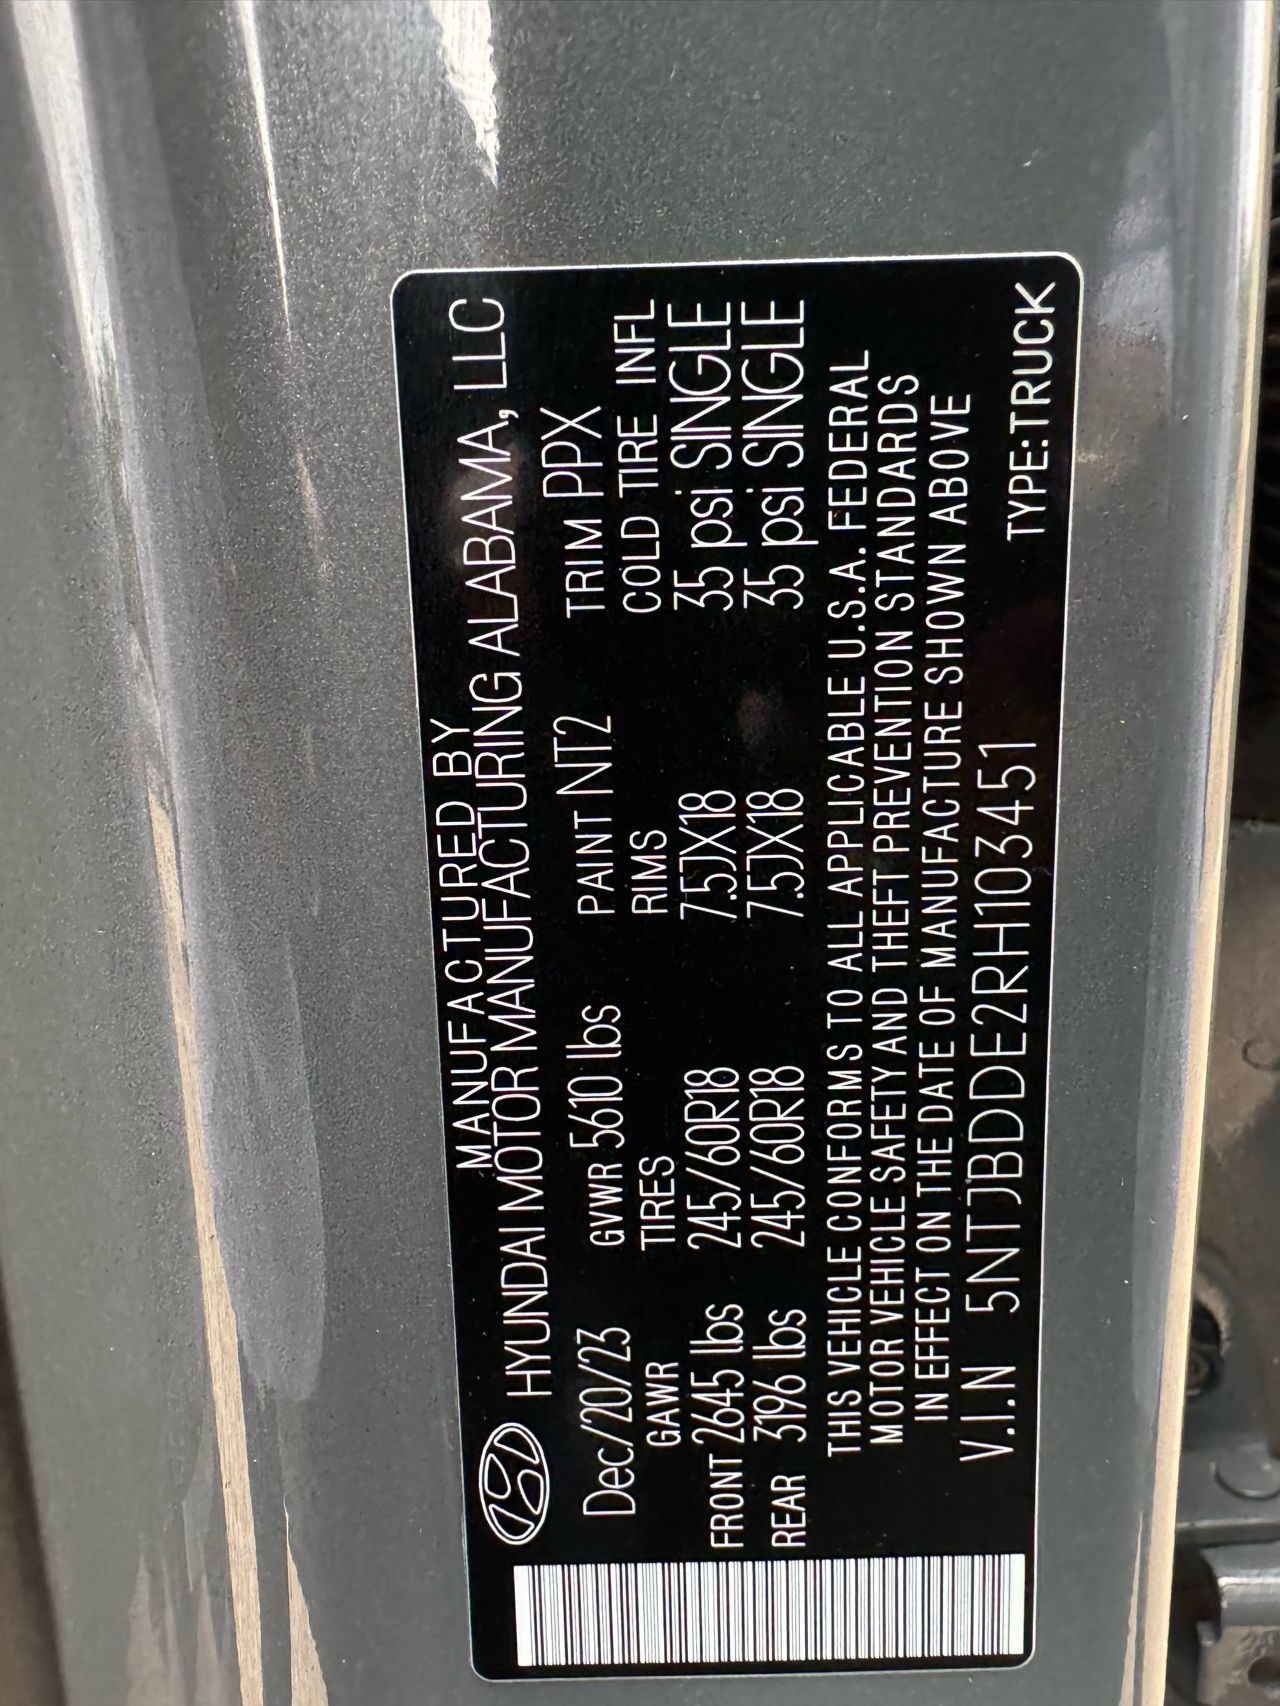 MANUFACTURED BY
HYUNDAI MOTOR MANUFACTURING ALABAMA, LLC
Dec/20/23 GVWR 5610 lbs PAINT NT2 TRIM PPX
GAWR TIRES RIMS COLD TIRE INFL
FRONT 2645 lbs 245/60R18 7.5JX18 35 psi SINGLE
REAR 3196 lbs 245/60R18 7.5JX18 35 psi SINGLE
THIS VEHICLE CONFORMS TO ALL APPLICABLE U.S.A. FEDERAL
MOTOR VEHICLE SAFETY AND THEFT PREVENTION STANDARDS
IN EFFECT ON THE DATE OF MANUFACTURE SHOWN ABOVE
V.I.N 5NTJBDDE2RH103451 TYPE:TRUCK